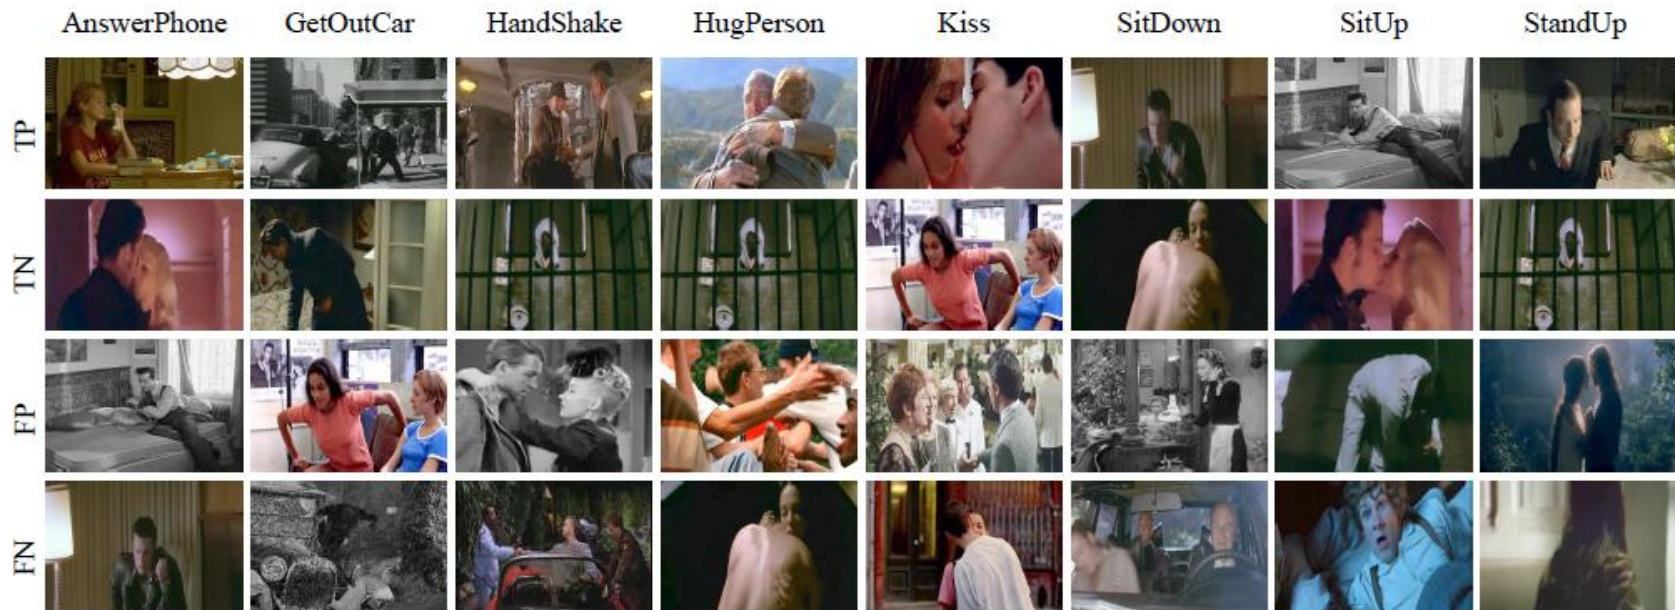 AnswerPhone GetOutCar HandShake HugPerson Kiss SitDown SitUp StandUp
TP
TN
FP
FN